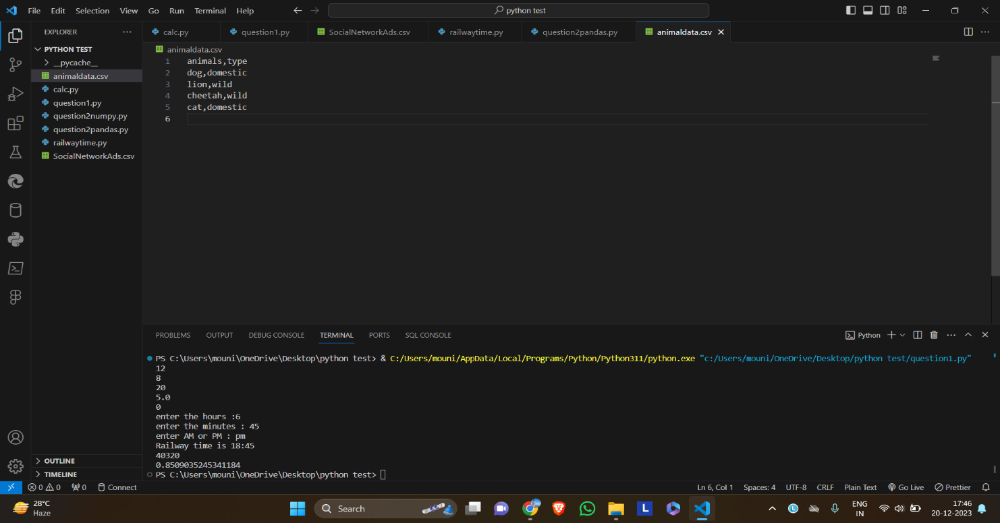 File Edit Selection View Go Run Terminal Help
python test
EXPLORER
calc.py question1.py SocialNetworkAds.csv railwaytime.py question2pandas.py animaldata.csv
PYTHON TEST
__pycache__
animaldata.csv
calc.py
question1.py
question2numpy.py
question2pandas.py
railwaytime.py
SocialNetworkAds.csv
OUTLINE
TIMELINE
animaldata.csv
1 animals,type
2 dog,domestic
3 lion,wild
4 cheetah,wild
5 cat,domestic
6
PROBLEMS OUTPUT DEBUG CONSOLE TERMINAL PORTS SQL CONSOLE
Python
PS C:\Users\mouni\OneDrive\Desktop\python test> & C:/Users/mouni/AppData/Local/Programs/Python/Python311/python.exe "c:/Users/mouni/OneDrive/Desktop/python test/question1.py"
12
8
20
5.0
0
enter the hours :6
enter the minutes : 45
enter AM or PM : pm
Railway time is 18:45
40320
0.8509035245341184
PS C:\Users\mouni\OneDrive\Desktop\python test>
0 0 0 Connect
Ln 6, Col 1 Spaces: 4 UTF-8 CRLF Plain Text Go Live Prettier
28°C
Haze
Search
L
L
ENG
IN
17:46
20-12-2023